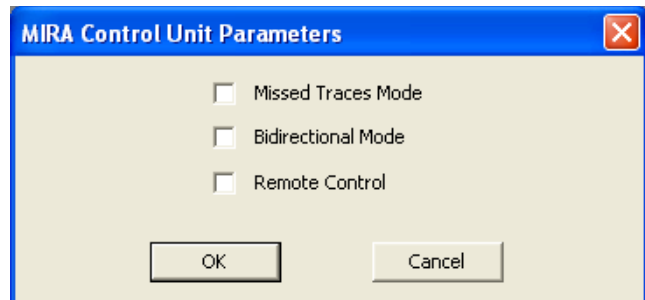 MIRA Control Unit Parameters
Missed Traces Mode
Bidirectional Mode
Remote Control
OK Cancel